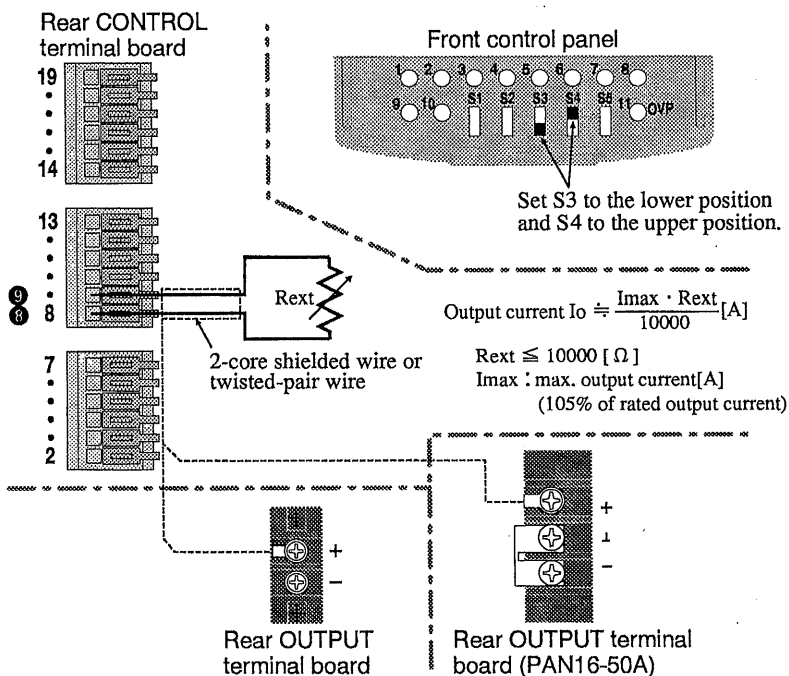 Rear CONTROL
terminal board
19
14
13
❾
❽ 8
7
2
Rext
2-core shielded wire or
twisted-pair wire
Front control panel
1 2 3 4 5 6 7 8
9 10 S1 S2 S3 S4 S5 11 OVP
Set S3 to the lower position
and S4 to the upper position.
Output current Io ≒ Imax · Rext / 10000 [A]
Rext ≦ 10000 [ Ω ]
Imax : max. output current[A]
(105% of rated output current)
+
−
Rear OUTPUT
terminal board
+
⊥
−
Rear OUTPUT terminal
board (PAN16-50A)